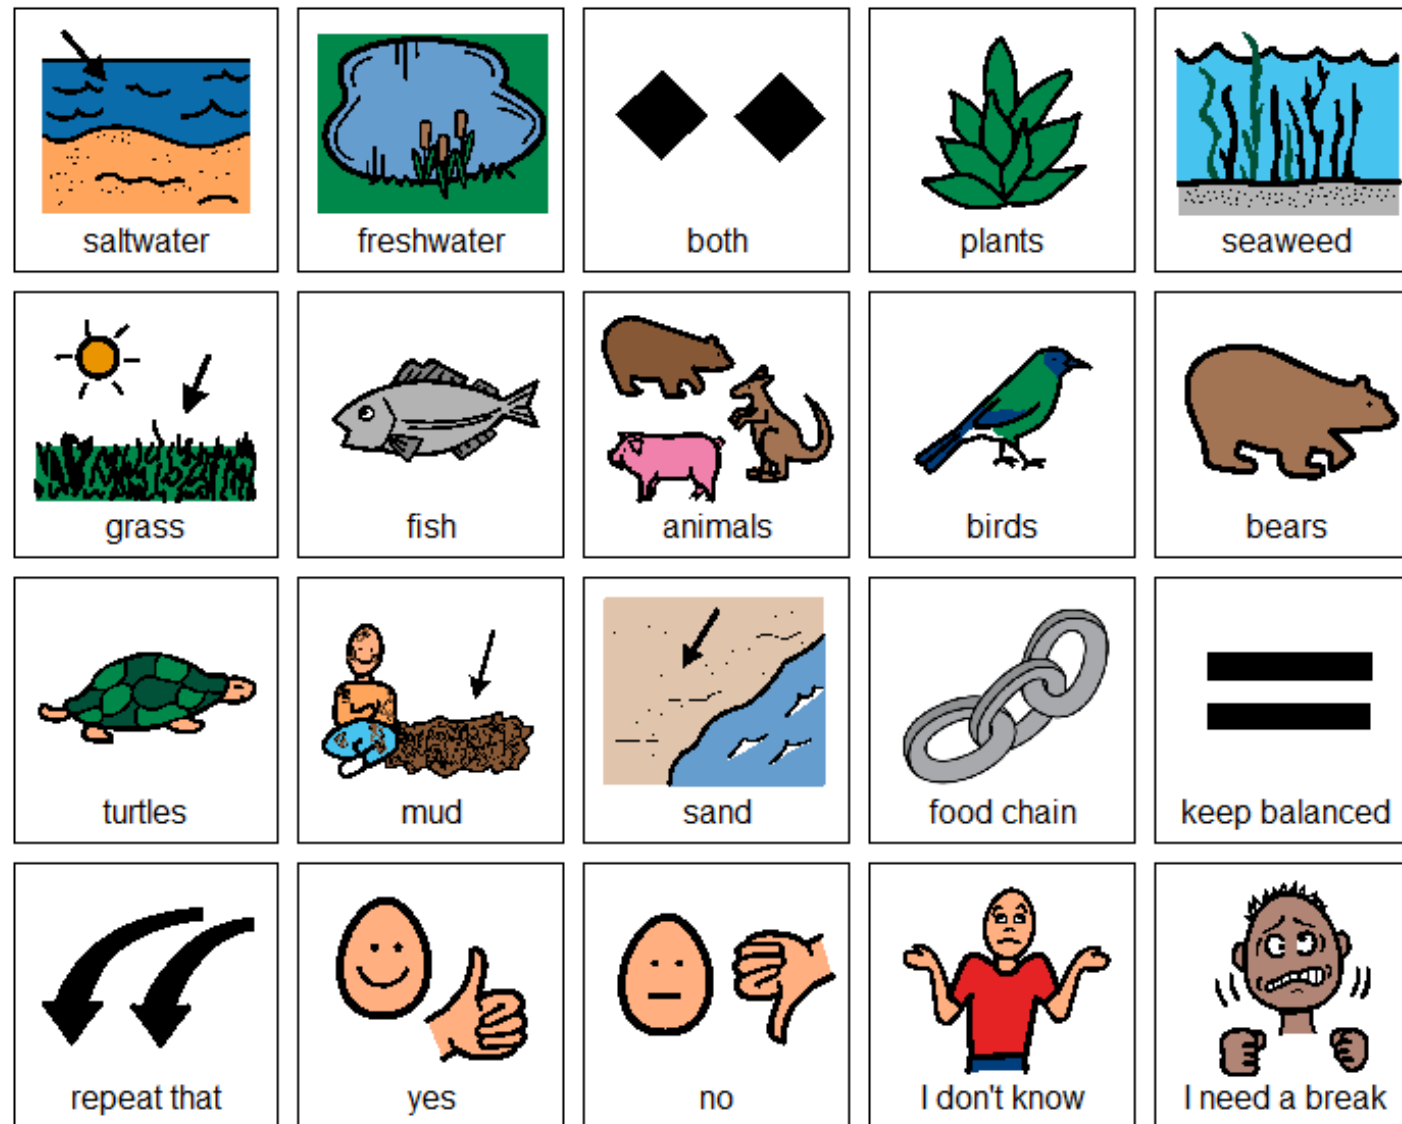 saltwater
freshwater
both
plants
seaweed
grass
fish
animals
birds
bears
turtles
mud
sand
food chain
keep balanced
repeat that
yes
no
I don't know
I need a break